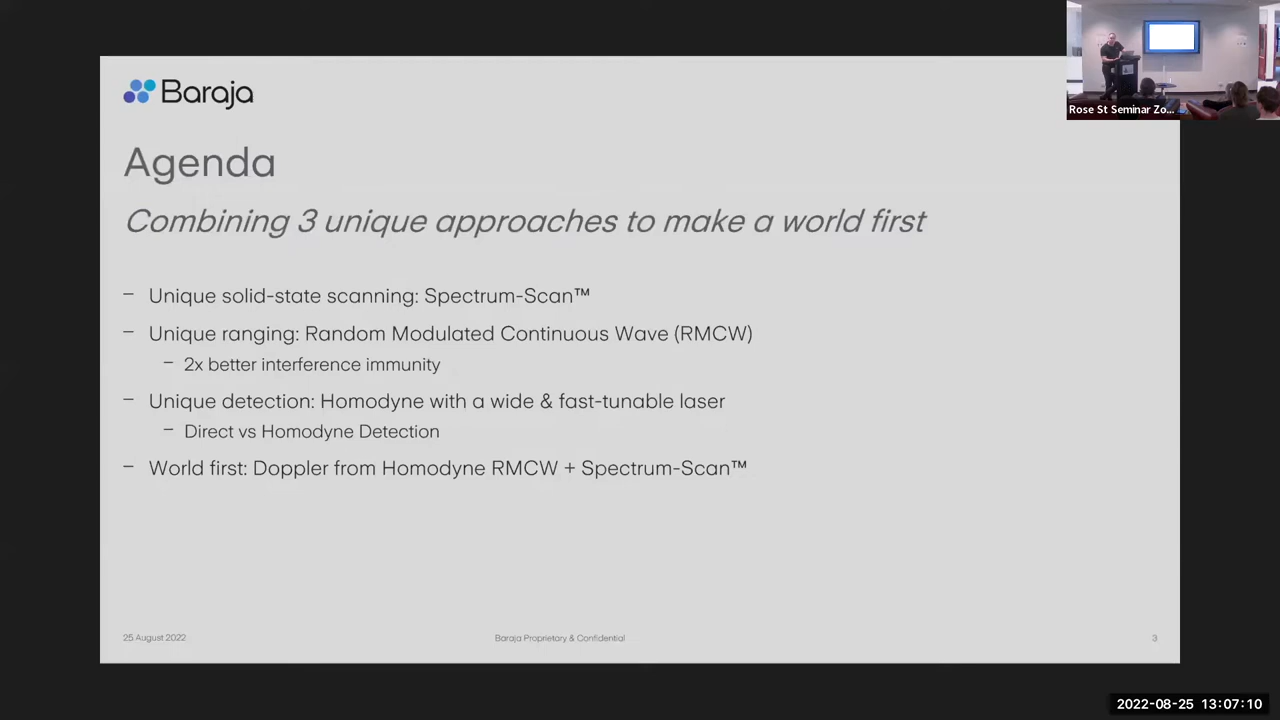 Baraja
Rose St Seminar Zo...
Agenda
Combining 3 unique approaches to make a world first
– Unique solid-state scanning: Spectrum-Scan™
– Unique ranging: Random Modulated Continuous Wave (RMCW)
– 2x better interference immunity
– Unique detection: Homodyne with a wide & fast-tunable laser
– Direct vs Homodyne Detection
– World first: Doppler from Homodyne RMCW + Spectrum-Scan™
25 August 2022
Baraja Proprietary & Confidential
3
2022-08-25 13:07:10